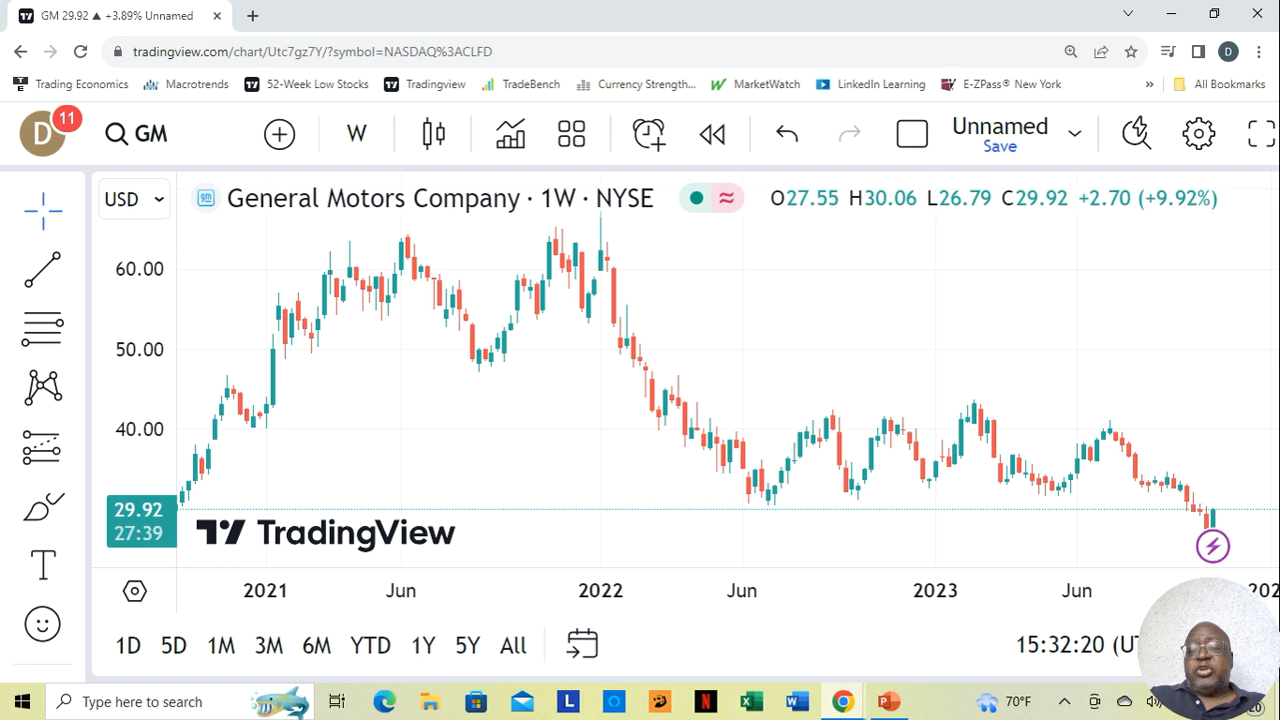 GM 29.92 ▲ +3.89% Unnamed
tradingview.com/chart/Utc7gz7Y/?symbol=NASDAQ%3ACLFD
D
Trading Economics Macrotrends 52-Week Low Stocks Tradingview TradeBench Currency Strength... MarketWatch LinkedIn Learning E-ZPass® New York » All Bookmarks
D 11 GM W Unnamed
Save
USD General Motors Company · 1W · NYSE O27.55 H30.06 L26.79 C29.92 +2.70 (+9.92%)
60.00
50.00
40.00
29.92
27:39
TradingView
2021 Jun 2022 Jun 2023 Jun
T
1D 5D 1M 3M 6M YTD 1Y 5Y All 15:32:20 (UT
Type here to search 70°F